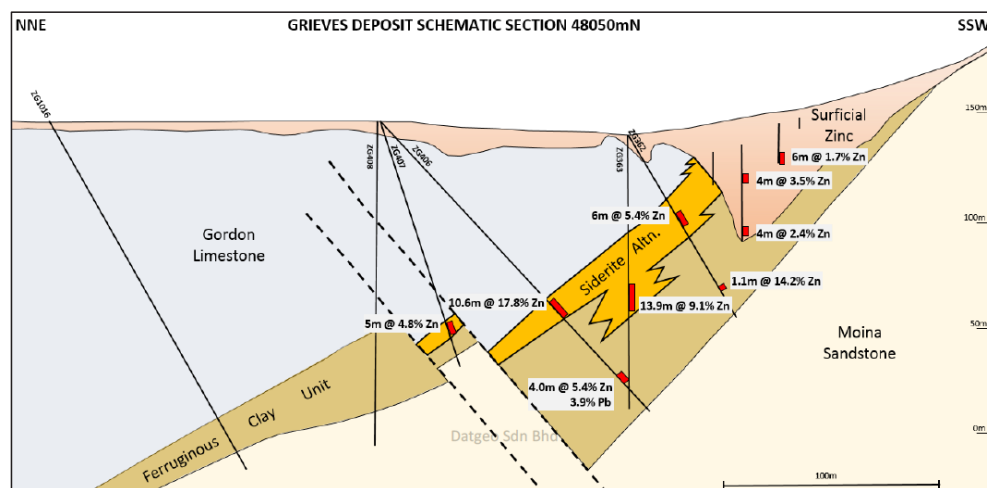 NNE
GRIEVES DEPOSIT SCHEMATIC SECTION 48050mN
SSW
ZG1016
ZG408
ZG407
ZG406
ZG363
ZG362
150m
Surficial
Zinc
6m @ 1.7% Zn
4m @ 3.5% Zn
6m @ 5.4% Zn
100m
4m @ 2.4% Zn
Gordon
Limestone
Siderite Altn.
1.1m @ 14.2% Zn
10.6m @ 17.8% Zn
13.9m @ 9.1% Zn
5m @ 4.8% Zn
50m
Moina
Sandstone
4.0m @ 5.4% Zn
3.9% Pb
Ferruginous Clay Unit
Datgeo Sdn Bhd
0m
100m